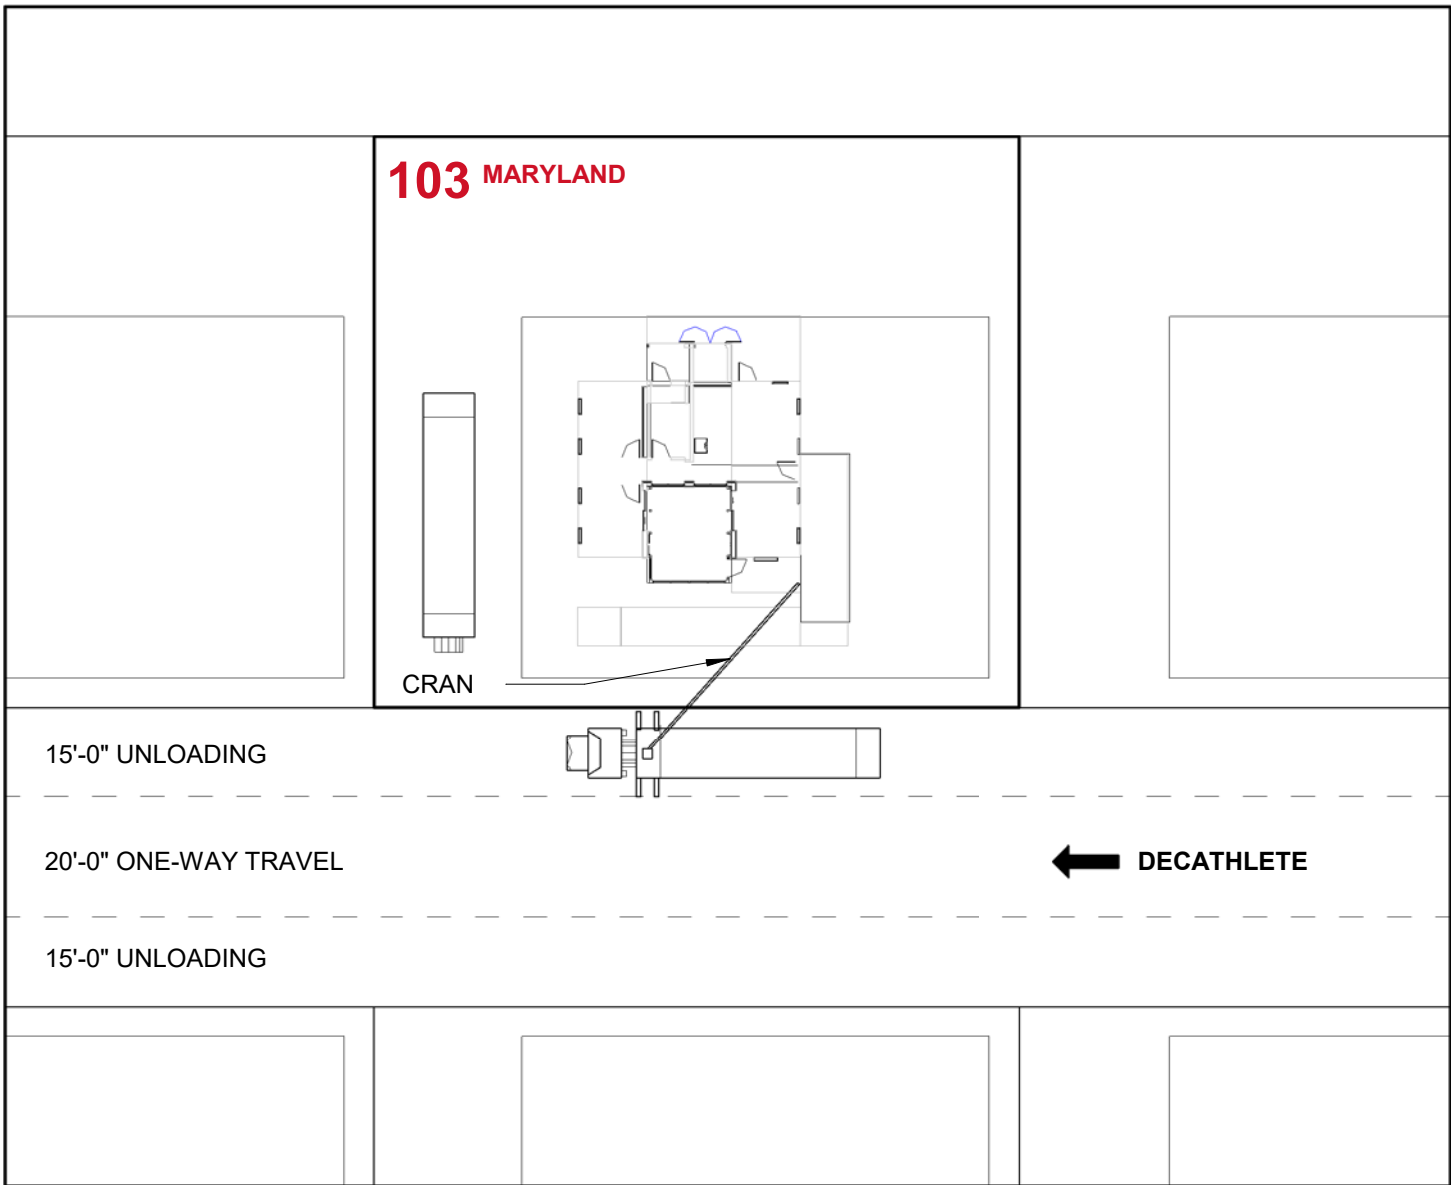 103 MARYLAND
CRAN
15'-0" UNLOADING
20'-0" ONE-WAY TRAVEL
DECATHLETE
15'-0" UNLOADING